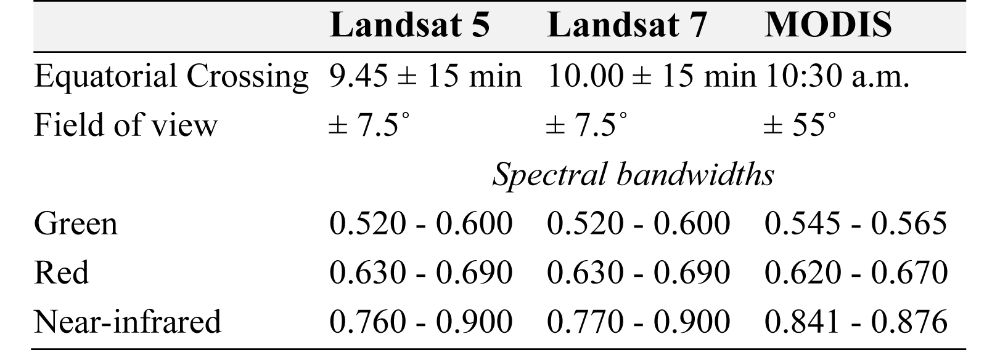 Landsat 5 Landsat 7 MODIS
Equatorial Crossing 9.45 ± 15 min 10.00 ± 15 min 10:30 a.m.
Field of view ± 7.5° ± 7.5° ± 55°
Spectral bandwidths
Green 0.520 - 0.600 0.520 - 0.600 0.545 - 0.565
Red 0.630 - 0.690 0.630 - 0.690 0.620 - 0.670
Near-infrared 0.760 - 0.900 0.770 - 0.900 0.841 - 0.876